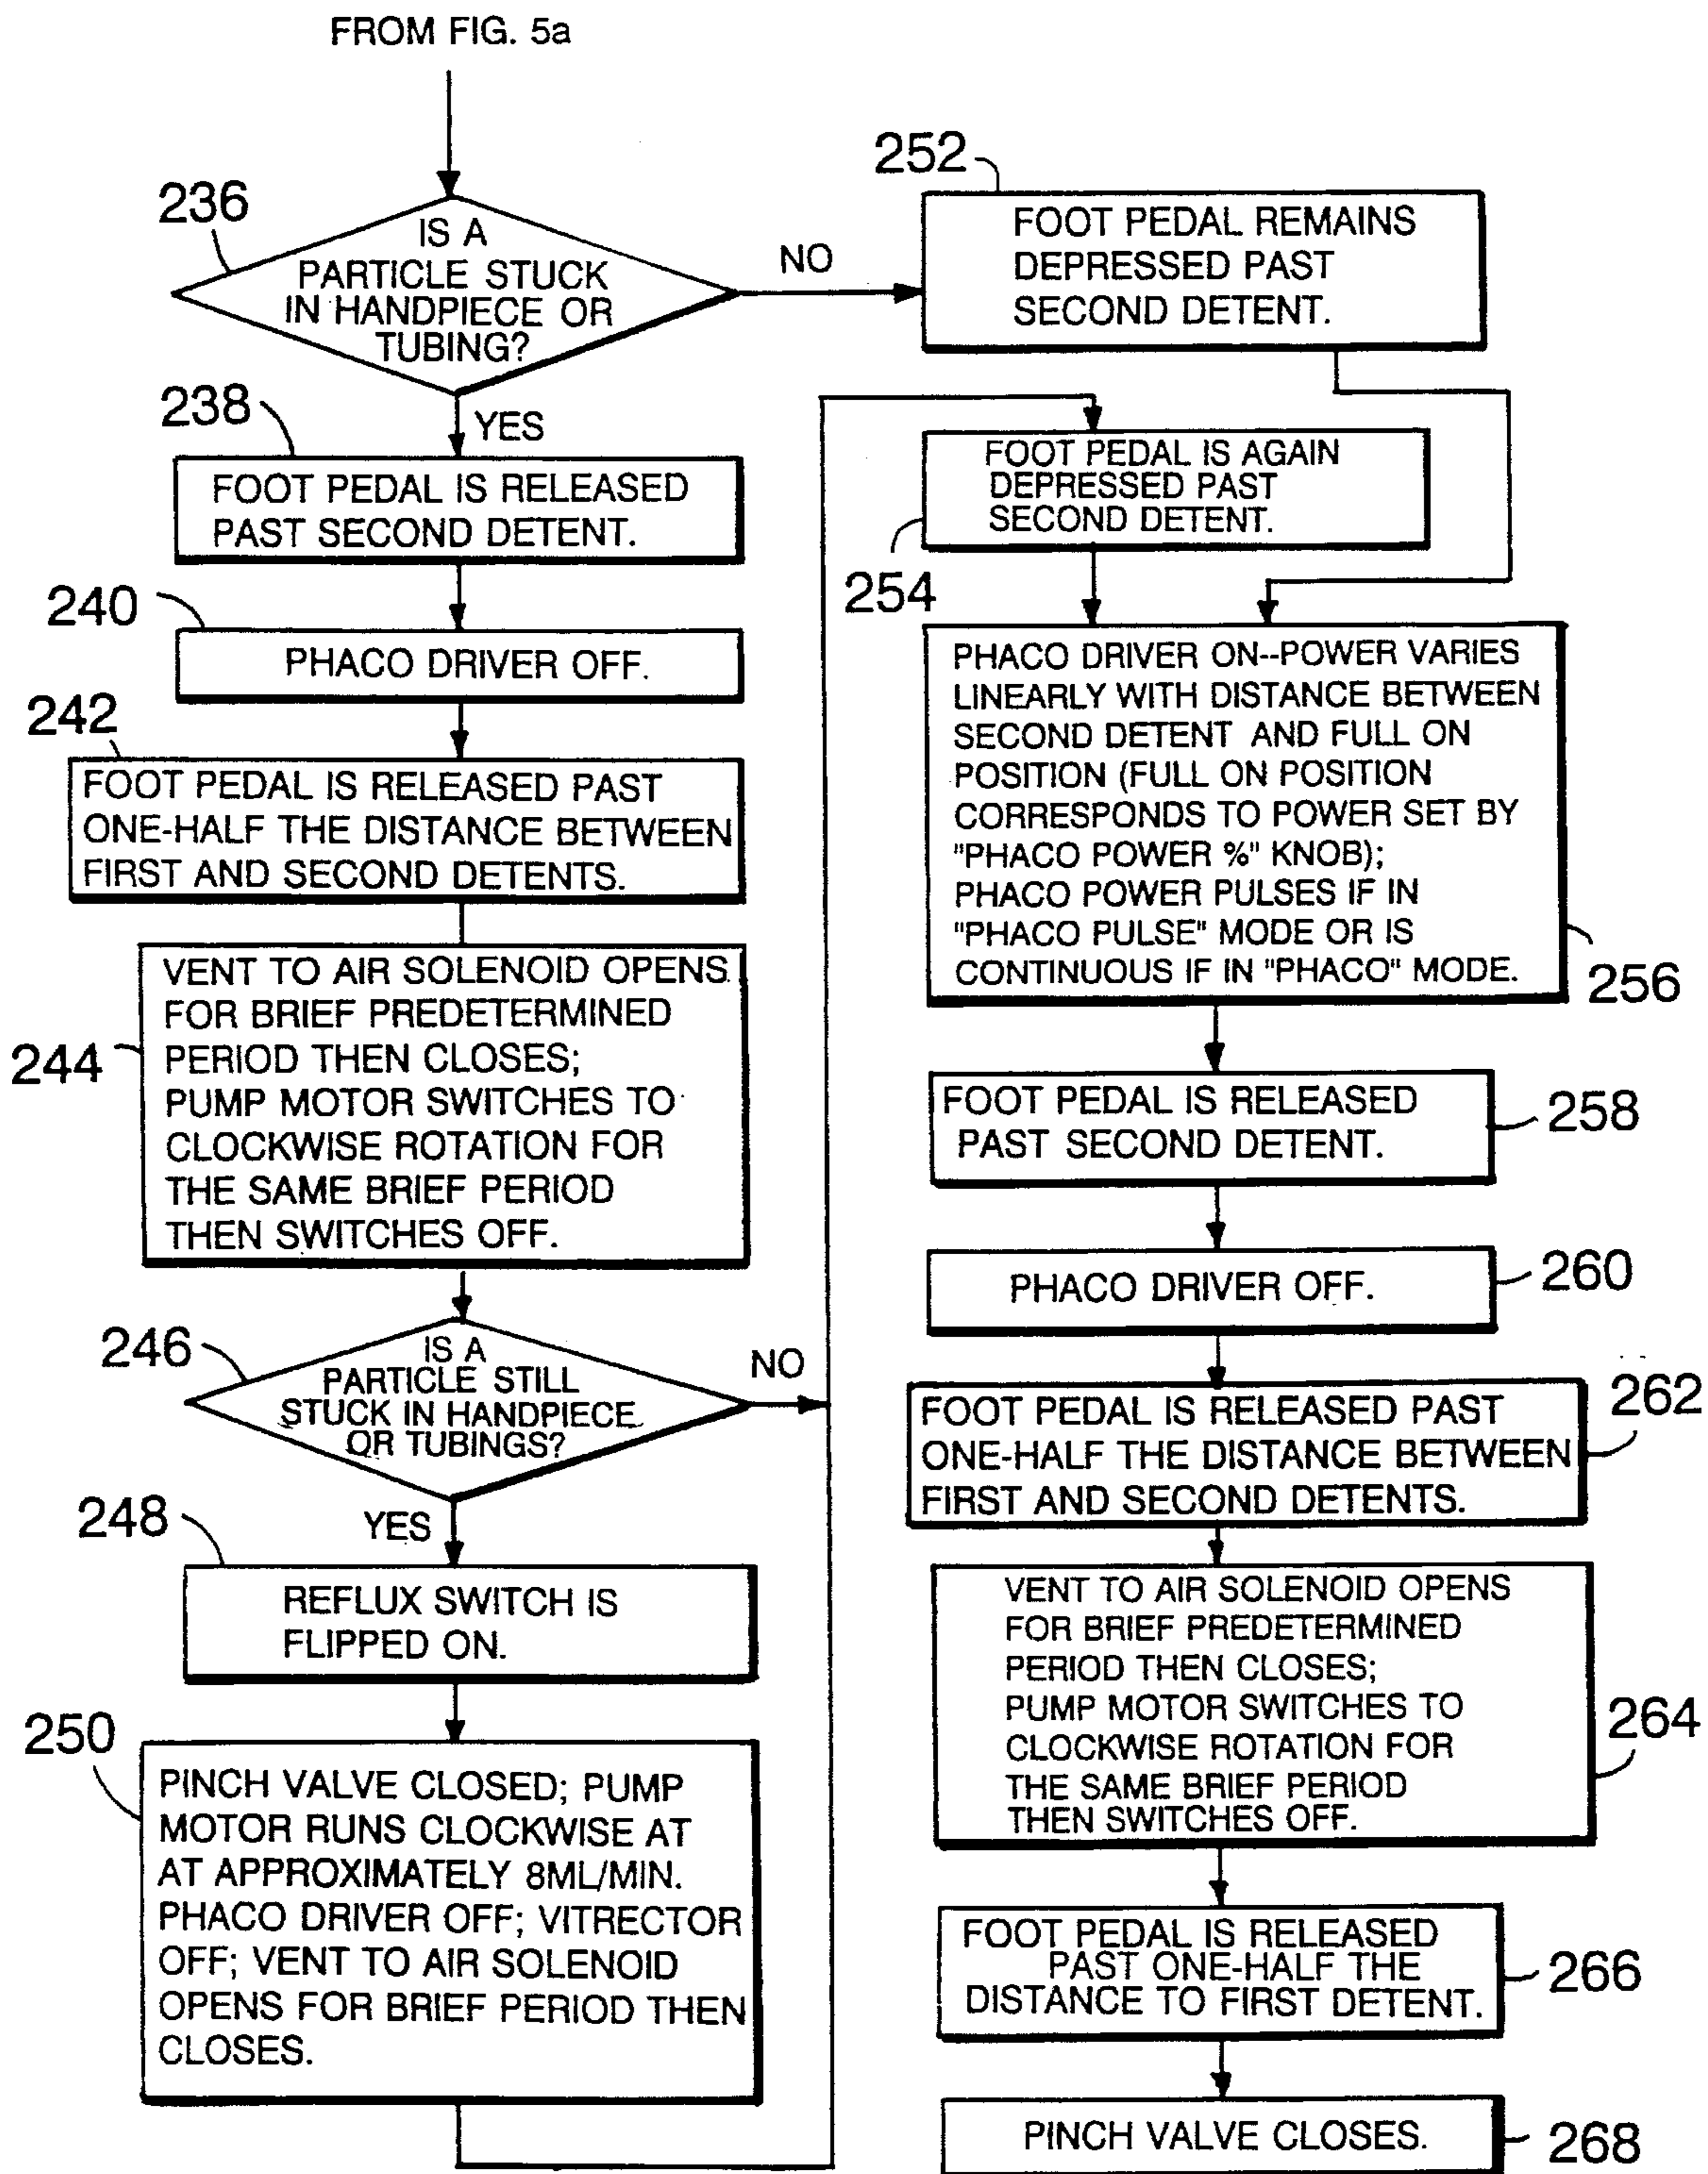 FROM FIG. 5a
236
IS A
PARTICLE STUCK
IN HANDPIECE OR
TUBING?
NO
YES
238
FOOT PEDAL IS RELEASED
PAST SECOND DETENT.
240
PHACO DRIVER OFF.
242
FOOT PEDAL IS RELEASED PAST
ONE-HALF THE DISTANCE BETWEEN
FIRST AND SECOND DETENTS.
244
VENT TO AIR SOLENOID OPENS
FOR BRIEF PREDETERMINED
PERIOD THEN CLOSES;
PUMP MOTOR SWITCHES TO
CLOCKWISE ROTATION FOR
THE SAME BRIEF PERIOD
THEN SWITCHES OFF.
246
IS A
PARTICLE STILL
STUCK IN HANDPIECE
OR TUBINGS?
NO
YES
248
REFLUX SWITCH IS
FLIPPED ON.
250
PINCH VALVE CLOSED; PUMP
MOTOR RUNS CLOCKWISE AT
AT APPROXIMATELY 8ML/MIN.
PHACO DRIVER OFF; VITRECTOR
OFF; VENT TO AIR SOLENOID
OPENS FOR BRIEF PERIOD THEN
CLOSES.
252
FOOT PEDAL REMAINS
DEPRESSED PAST
SECOND DETENT.
FOOT PEDAL IS AGAIN
DEPRESSED PAST
SECOND DETENT.
254
PHACO DRIVER ON--POWER VARIES
LINEARLY WITH DISTANCE BETWEEN
SECOND DETENT AND FULL ON
POSITION (FULL ON POSITION
CORRESPONDS TO POWER SET BY
"PHACO POWER %" KNOB);
PHACO POWER PULSES IF IN
"PHACO PULSE" MODE OR IS
CONTINUOUS IF IN "PHACO" MODE.
256
FOOT PEDAL IS RELEASED
PAST SECOND DETENT.
258
PHACO DRIVER OFF.
260
FOOT PEDAL IS RELEASED PAST
ONE-HALF THE DISTANCE BETWEEN
FIRST AND SECOND DETENTS.
262
VENT TO AIR SOLENOID OPENS
FOR BRIEF PREDETERMINED
PERIOD THEN CLOSES;
PUMP MOTOR SWITCHES TO
CLOCKWISE ROTATION FOR
THE SAME BRIEF PERIOD
THEN SWITCHES OFF.
264
FOOT PEDAL IS RELEASED
PAST ONE-HALF THE
DISTANCE TO FIRST DETENT.
266
PINCH VALVE CLOSES.
268